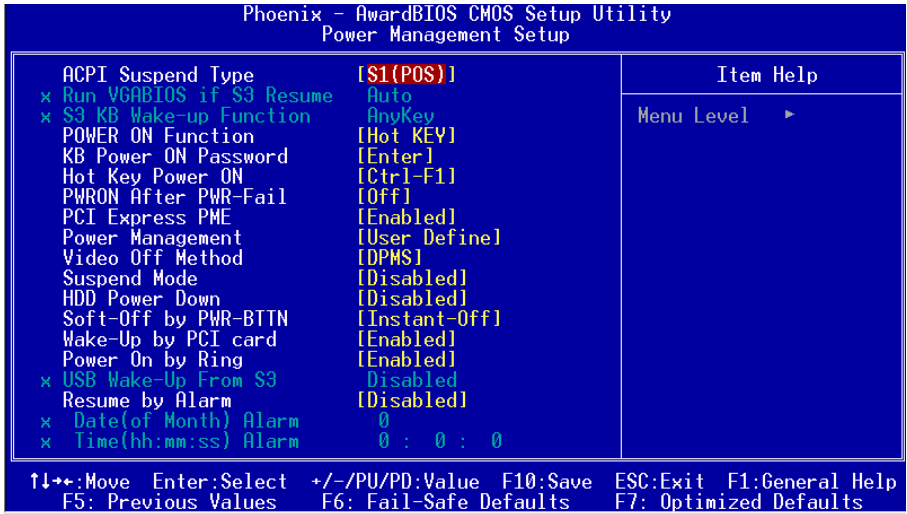 Phoenix - AwardBIOS CMOS Setup Utility
Power Management Setup
ACPI Suspend Type [S1(POS)]
x Run VGABIOS if S3 Resume Auto
x S3 KB Wake-up Function AnyKey
POWER ON Function [Hot KEY]
KB Power ON Password [Enter]
Hot Key Power ON [Ctrl-F1]
PWRON After PWR-Fail [Off]
PCI Express PME [Enabled]
Power Management [User Define]
Video Off Method [DPMS]
Suspend Mode [Disabled]
HDD Power Down [Disabled]
Soft-Off by PWR-BTTN [Instant-Off]
Wake-Up by PCI card [Enabled]
Power On by Ring [Enabled]
x USB Wake-Up From S3 Disabled
Resume by Alarm [Disabled]
x Date(of Month) Alarm 0
x Time(hh:mm:ss) Alarm 0 : 0 : 0
Item Help
Menu Level ►
↑↓→←:Move Enter:Select +/-/PU/PD:Value F10:Save ESC:Exit F1:General Help
F5: Previous Values F6: Fail-Safe Defaults F7: Optimized Defaults